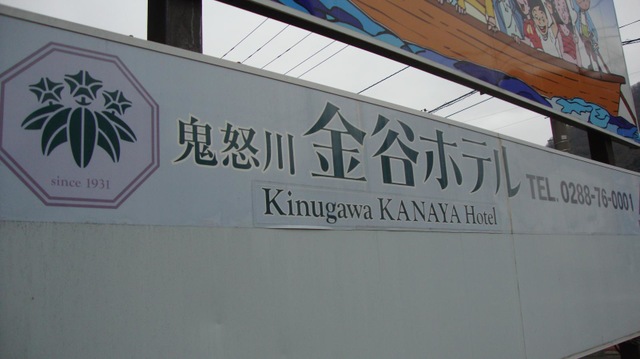 since 1931
鬼怒川 金谷ホテル TEL. 0288-76-0001
Kinugawa KANAYA Hotel